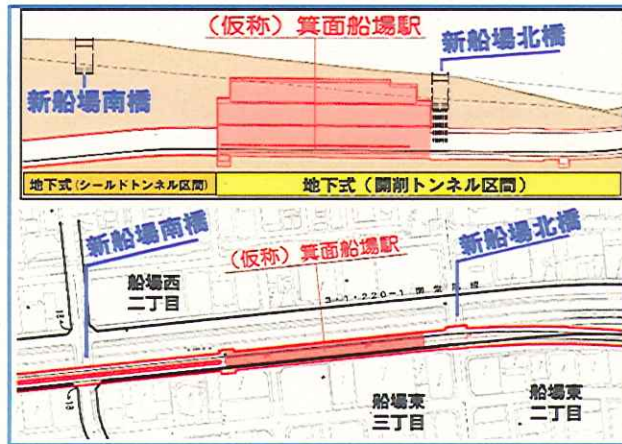 (仮称) 箕面船場駅
新船場北橋
新船場南橋
地下式(シールドトンネル区間)
地下式(開削トンネル区間)
新船場南橋
(仮称) 箕面船場駅
新船場北橋
船場西
二丁目
3・1・220-1
船場東
三丁目
船場東
二丁目